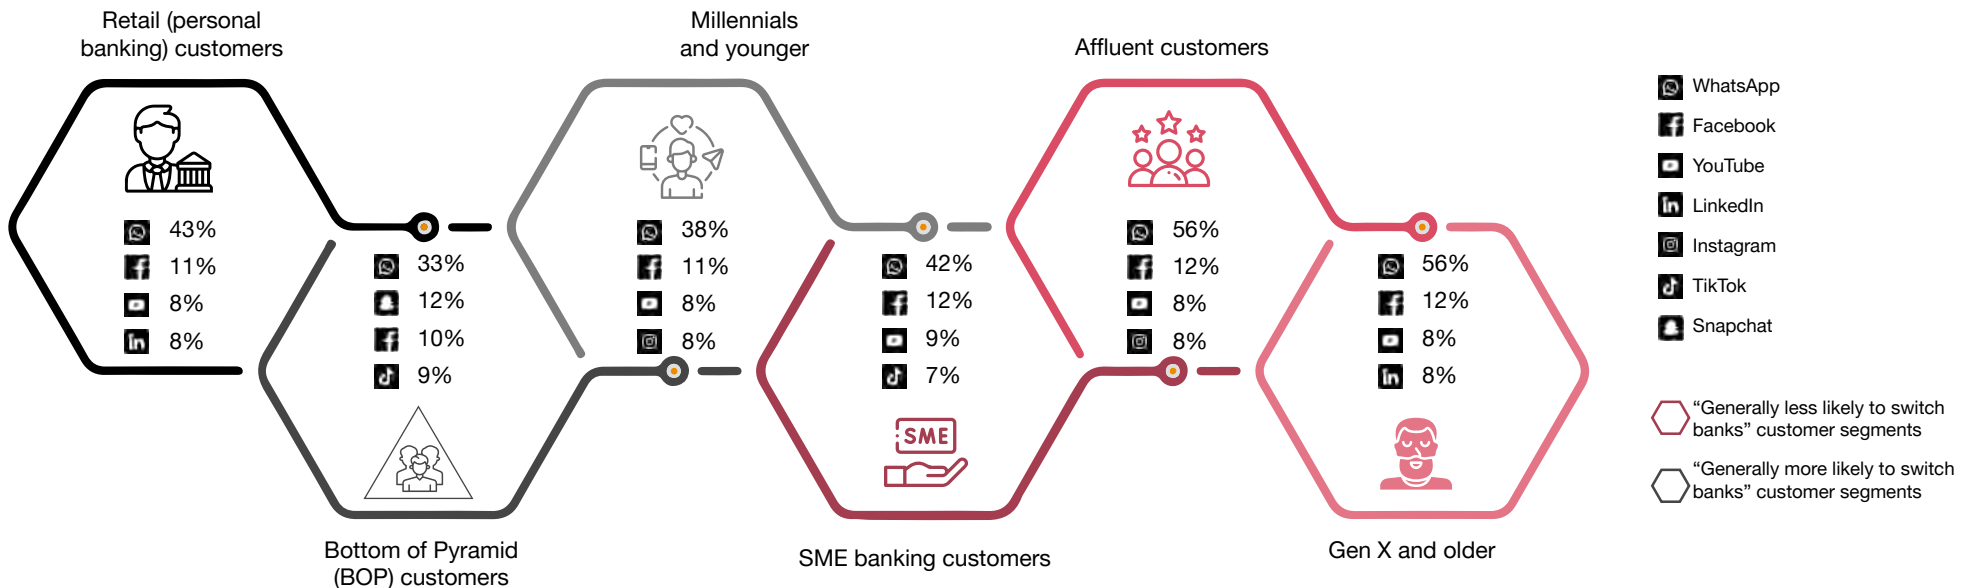 Retail (personal
banking) customers
43%
11%
8%
8%
33%
12%
10%
9%
Bottom of Pyramid
(BOP) customers
Millennials
and younger
38%
11%
8%
8%
42%
12%
9%
7%
SME
SME banking customers
Affluent customers
56%
12%
8%
8%
56%
12%
8%
8%
Gen X and older
WhatsApp
Facebook
YouTube
LinkedIn
Instagram
TikTok
Snapchat
“Generally less likely to switch
banks” customer segments
“Generally more likely to switch
banks” customer segments